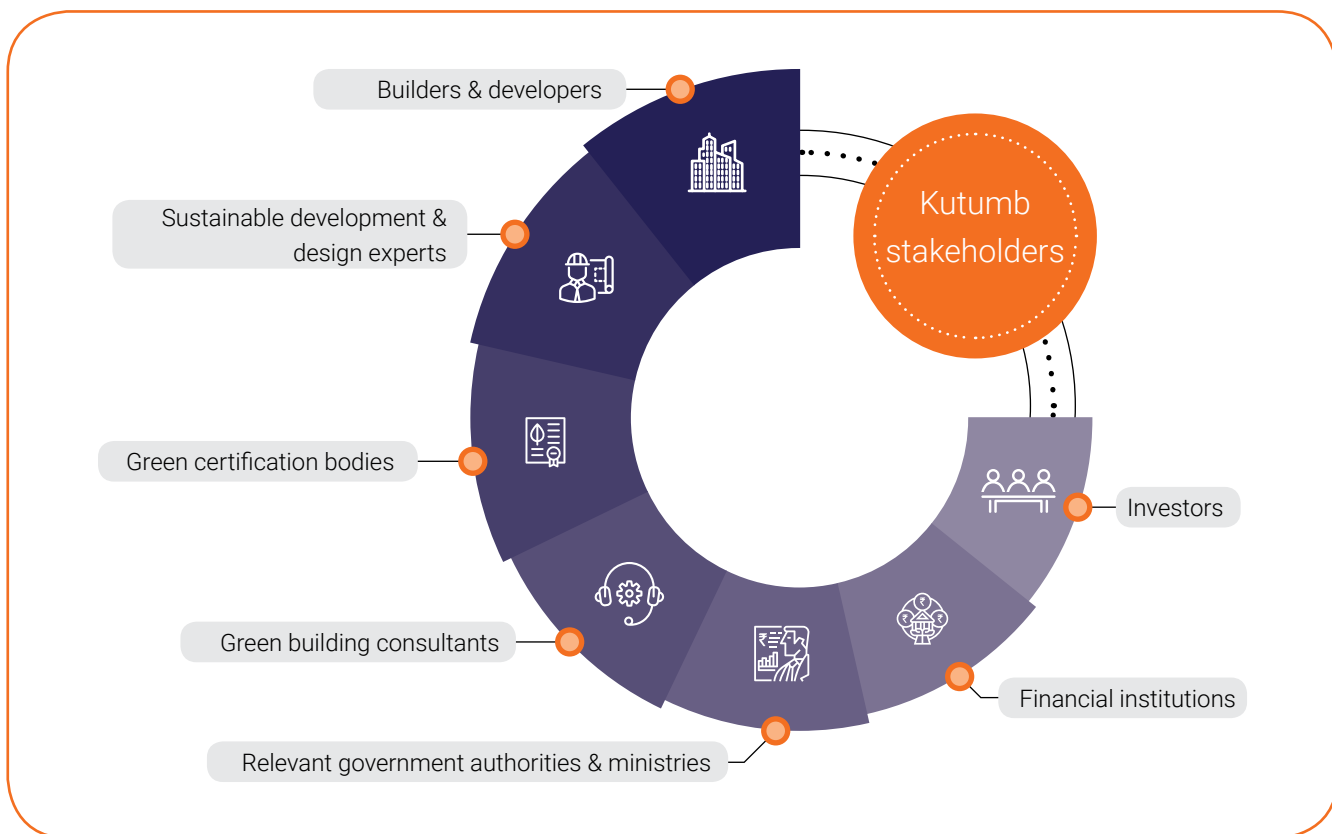 Builders & developers
Kutumb
stakeholders
Sustainable development &
design experts
Green certification bodies
Investors
Green building consultants
Financial institutions
Relevant government authorities & ministries
₹
₹
₹
₹